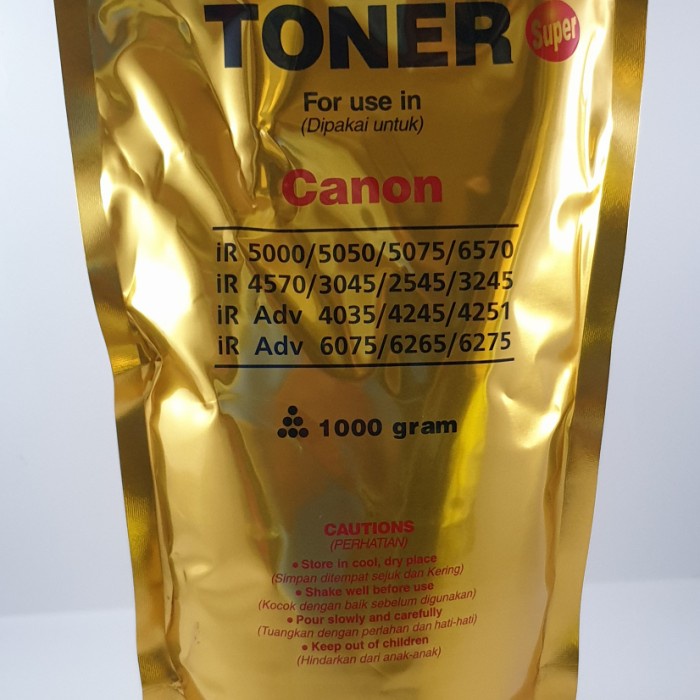 TONER
Super
For use in
(Dipakai untuk)
Canon
iR 5000/5050/5075/6570
iR 4570/3045/2545/3245
iR Adv 4035/4245/4251
iR Adv 6075/6265/6275
1000 gram
CAUTIONS
(PERHATIAN)
• Store in cool, dry place
(Simpan ditempat sejuk dan Kering)
• Shake well before use
(Kocok dengan baik sebelum digunakan)
• Pour slowly and carefully
(Tuangkan dengan perlahan dan hati-hati)
• Keep out of children
(Hindarkan dari anak-anak)